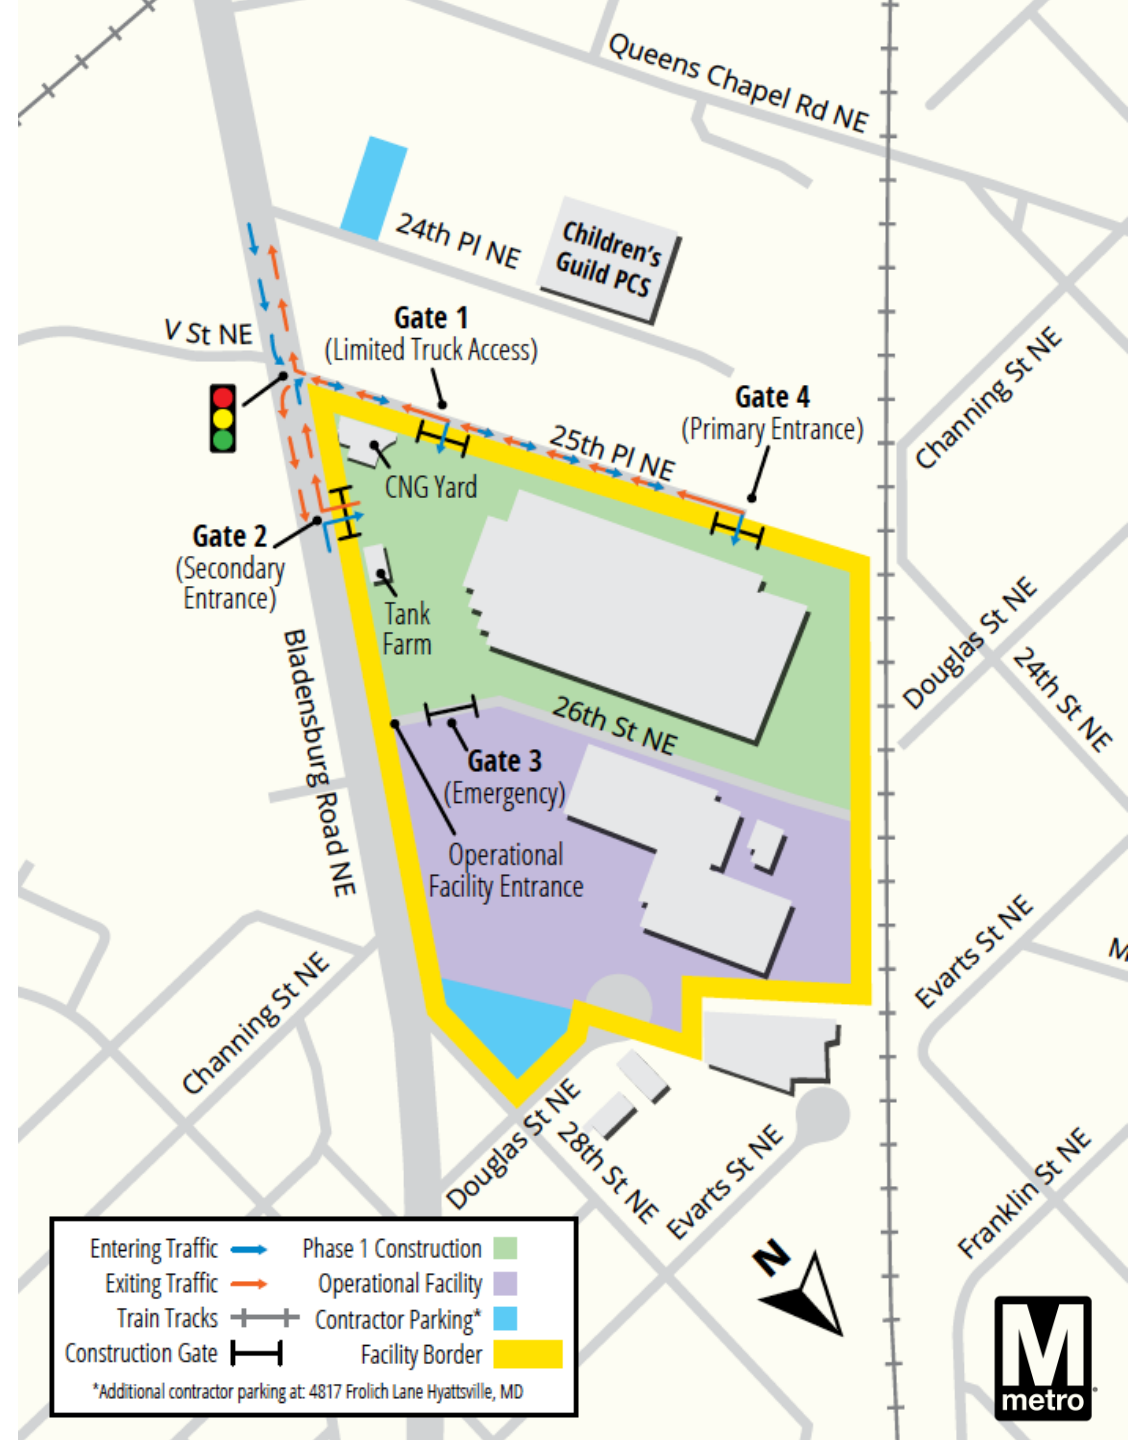 Queens Chapel Rd NE
24th Pl NE
Children's
Guild PCS
V St NE
Gate 1
(Limited Truck Access)
Gate 4
(Primary Entrance)
25th Pl NE
Channing St NE
CNG Yard
Gate 2
(Secondary
Entrance)
Tank
Farm
Douglas St NE
24th St NE
Bladensburg Road NE
26th St NE
Gate 3
(Emergency)
Operational
Facility Entrance
Evarts St NE
M
Channing St NE
Douglas St NE
28th St NE
Evarts St NE
Franklin St NE
N
Entering Traffic
Exiting Traffic
Train Tracks
Construction Gate
Phase 1 Construction
Operational Facility
Contractor Parking*
Facility Border
*Additional contractor parking at: 4817 Frolich Lane Hyattsville, MD
M
metro